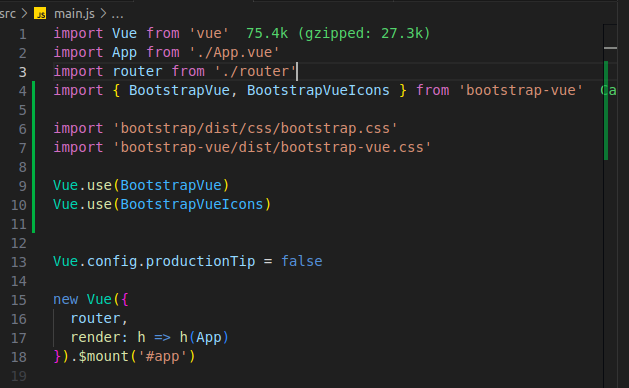 src > JS main.js > ...
1 import Vue from 'vue' 75.4k (gzipped: 27.3k)
2 import App from './App.vue'
3 import router from './router'
4 import { BootstrapVue, BootstrapVueIcons } from 'bootstrap-vue' Ca
5
6 import 'bootstrap/dist/css/bootstrap.css'
7 import 'bootstrap-vue/dist/bootstrap-vue.css'
8
9 Vue.use(BootstrapVue)
10 Vue.use(BootstrapVueIcons)
11
12
13 Vue.config.productionTip = false
14
15 new Vue({
16 router,
17 render: h => h(App)
18 }).$mount('#app')
19